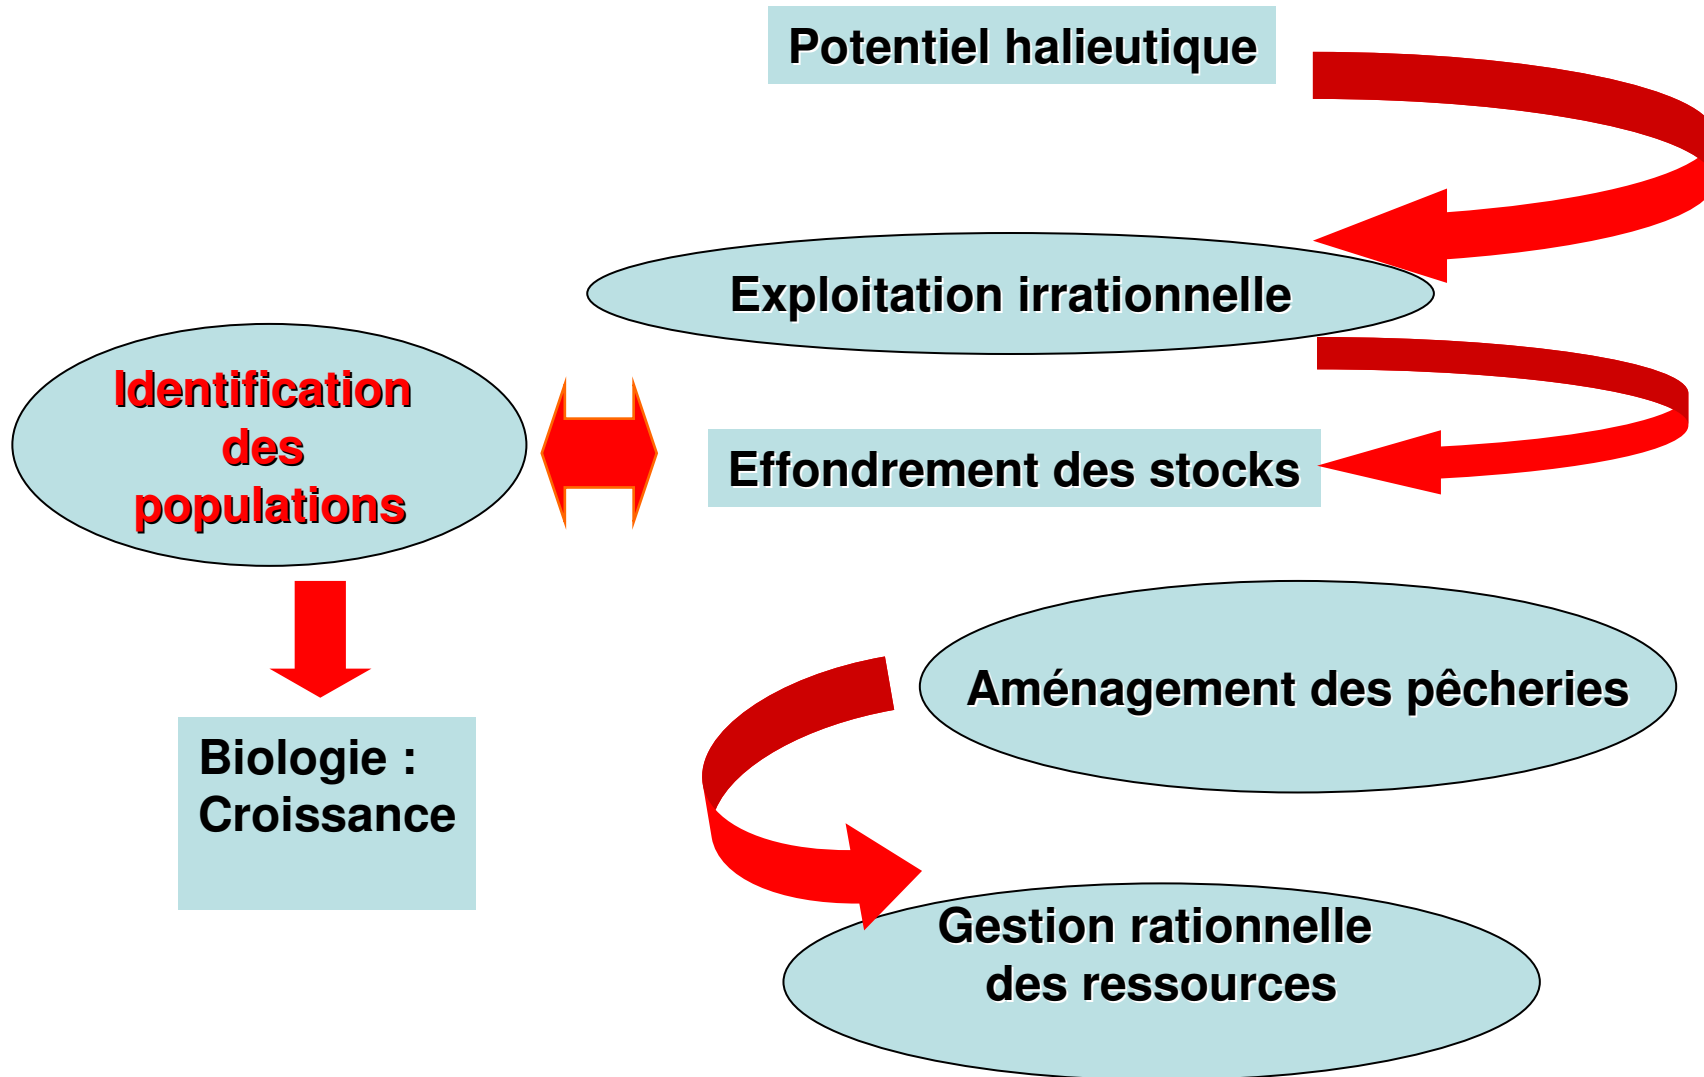 Potentiel halieutique
Exploitation irrationnelle
Identification
des
populations
Effondrement des stocks
Aménagement des pêcheries
Biologie :
Croissance
Gestion rationnelle
des ressources